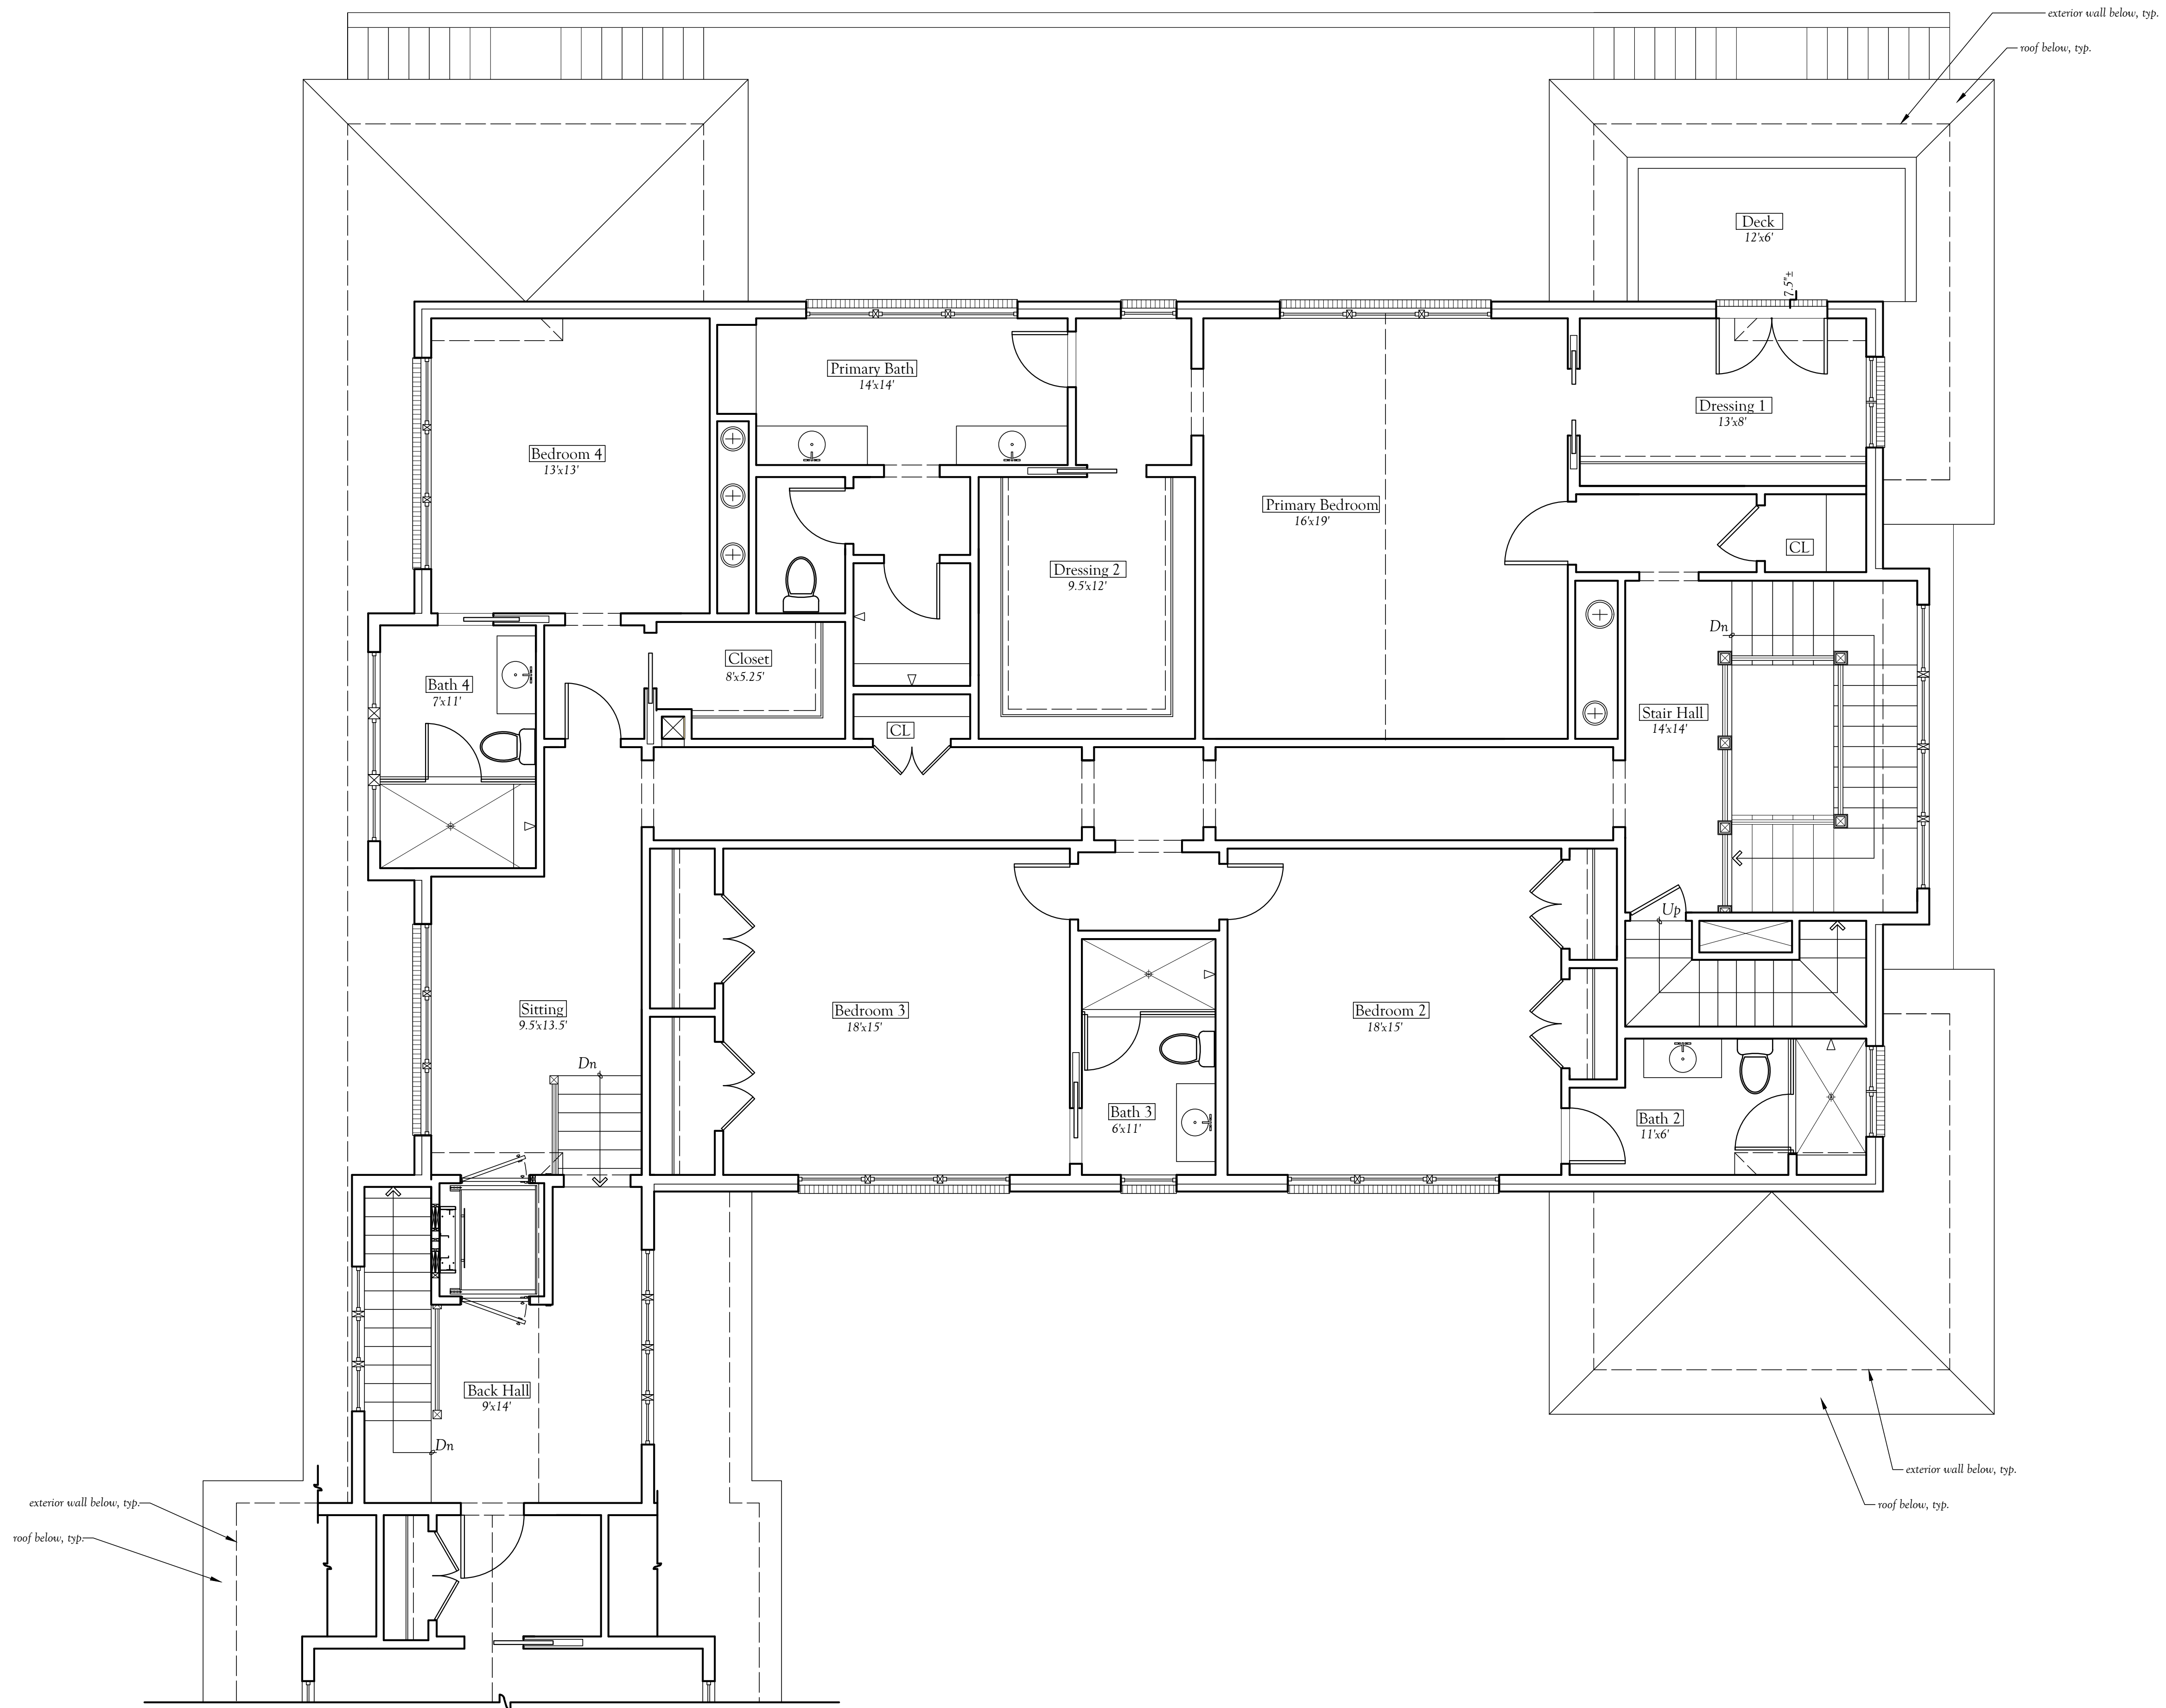 exterior wall below, typ.
roof below, typ.
Deck
12'x6'
7.5"±
Primary Bath
14'x14'
Dressing 1
13'x8'
Bedroom 4
13'x13'
Primary Bedroom
16'x19'
CL
Dressing 2
9.5'x12'
Dn
Closet
8'x5.25'
Bath 4
7'x11'
CL
Stair Hall
14'x14'
Up
Sitting
9.5'x13.5'
Bedroom 3
18'x15'
Bedroom 2
18'x15'
Dn
Bath 3
6'x11'
Bath 2
11'x6'
Back Hall
9'x14'
Dn
exterior wall below, typ.
roof below, typ.
exterior wall below, typ.
roof below, typ.